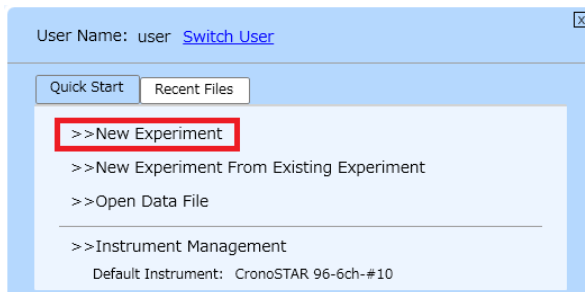 X
User Name: user Switch User
Quick Start Recent Files
>>New Experiment
>>New Experiment From Existing Experiment
>>Open Data File
>>Instrument Management
Default Instrument: CronoSTAR 96-6ch-#10